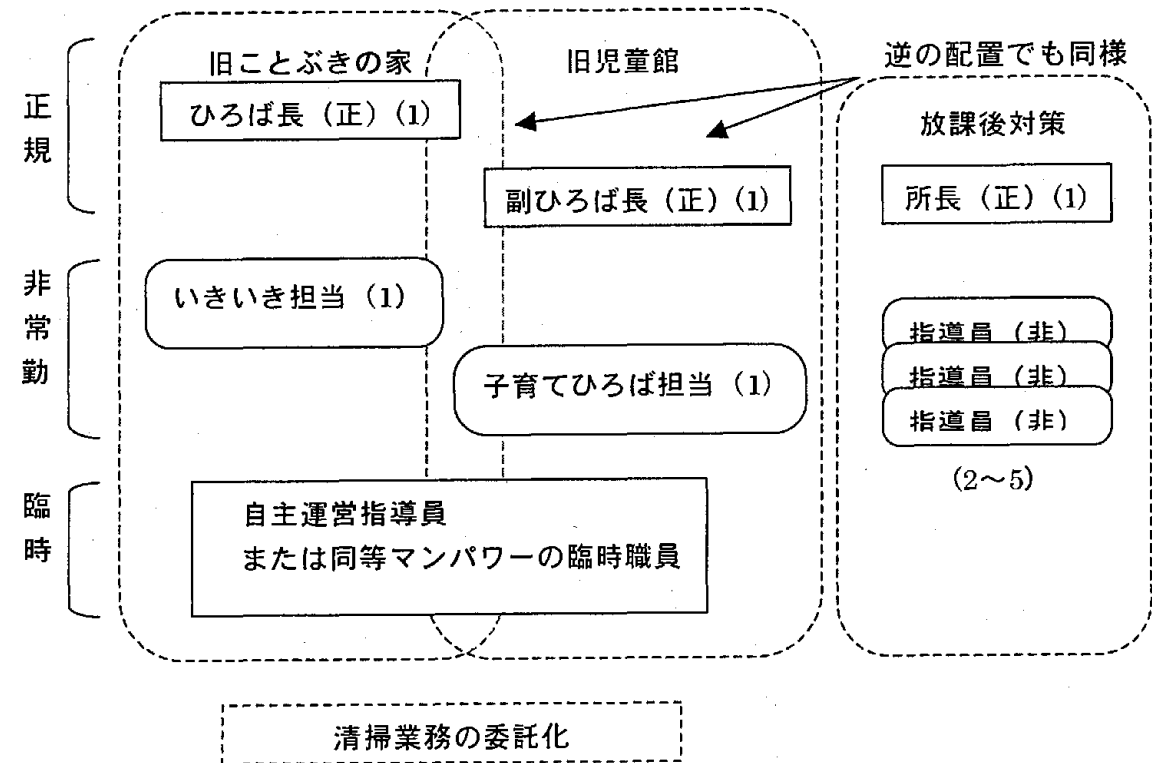 旧ことぶきの家
旧児童館
逆の配置でも同様
正規
ひろば長（正）(1)
放課後対策
副ひろば長（正）(1)
所長（正）(1)
非常勤
いきいき担当（1）
子育てひろば担当（1）
指導員（非）
指導員（非）
指導員（非）
(2～5)
臨時
自主運営指導員
または同等マンパワーの臨時職員
清掃業務の委託化